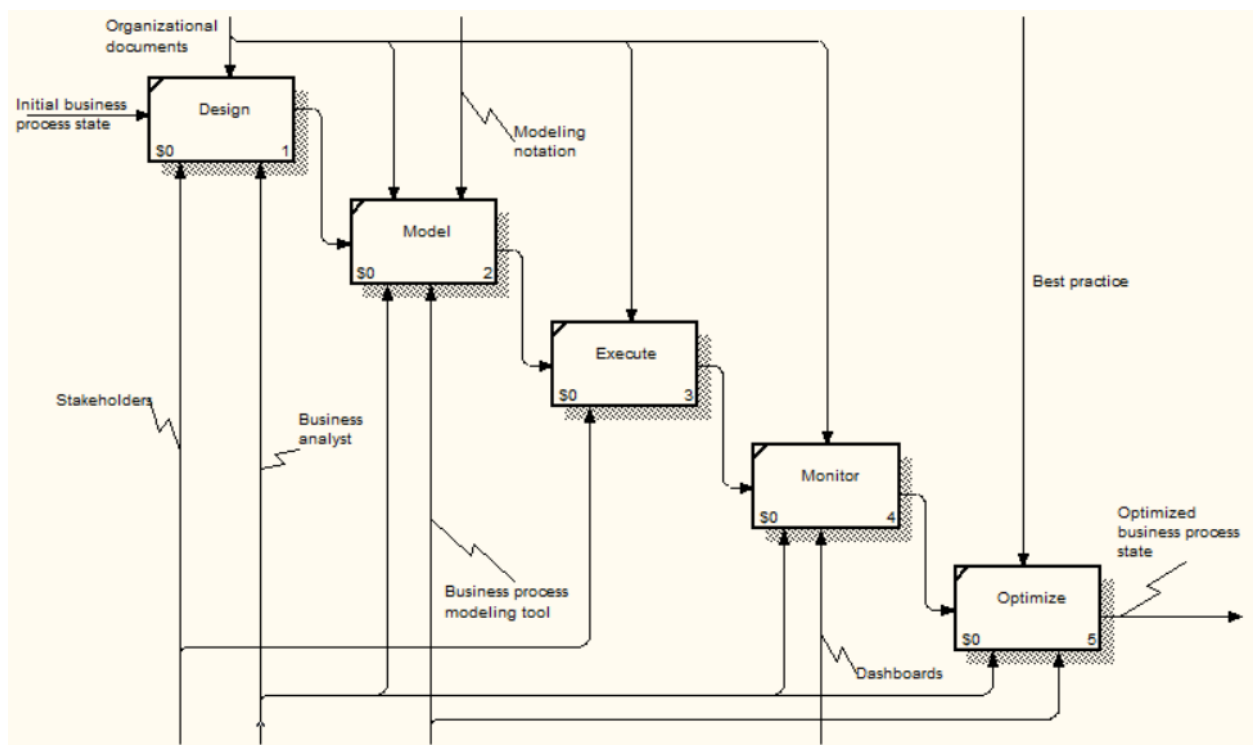 Organizational
documents
Initial business
process state
Design
$0 1
Modeling
notation
Model
$0 2
Best practice
Execute
$0 3
Stakeholders
Business
analyst
Monitor
$0 4
Optimized
business process
state
Business process
modeling tool
Optimize
$0 5
Dashboards